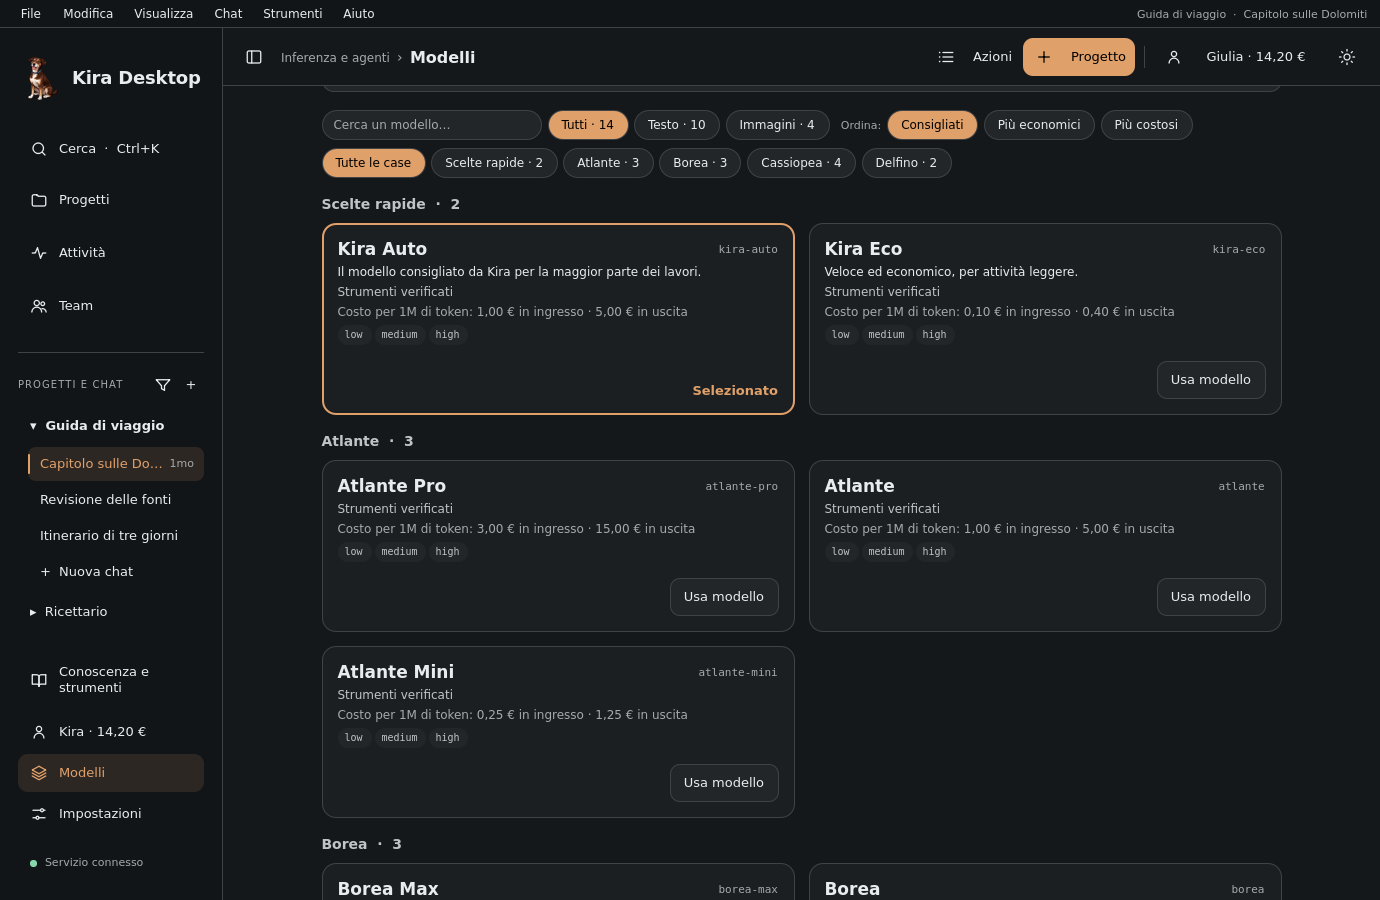 File Modifica Visualizza Chat Strumenti Aiuto
Guida di viaggio · Capitolo sulle Dolomiti
Kira Desktop
Cerca · Ctrl+K
Progetti
Attività
Team
PROGETTI E CHAT +
▾ Guida di viaggio
Capitolo sulle Do… 1mo
Revisione delle fonti
Itinerario di tre giorni
+ Nuova chat
▸ Ricettario
Conoscenza e
strumenti
Kira · 14,20 €
Modelli
Impostazioni
Servizio connesso
Inferenza e agenti › Modelli
Azioni
+ Progetto
Giulia · 14,20 €
Cerca un modello…
Tutti · 14
Testo · 10
Immagini · 4
Ordina:
Consigliati
Più economici
Più costosi
Tutte le case
Scelte rapide · 2
Atlante · 3
Borea · 3
Cassiopea · 4
Delfino · 2
Scelte rapide · 2
Kira Auto kira-auto
Il modello consigliato da Kira per la maggior parte dei lavori.
Strumenti verificati
Costo per 1M di token: 1,00 € in ingresso · 5,00 € in uscita
low medium high
Selezionato
Kira Eco kira-eco
Veloce ed economico, per attività leggere.
Strumenti verificati
Costo per 1M di token: 0,10 € in ingresso · 0,40 € in uscita
low medium high
Usa modello
Atlante · 3
Atlante Pro atlante-pro
Strumenti verificati
Costo per 1M di token: 3,00 € in ingresso · 15,00 € in uscita
low medium high
Usa modello
Atlante atlante
Strumenti verificati
Costo per 1M di token: 1,00 € in ingresso · 5,00 € in uscita
low medium high
Usa modello
Atlante Mini atlante-mini
Strumenti verificati
Costo per 1M di token: 0,25 € in ingresso · 1,25 € in uscita
low medium high
Usa modello
Borea · 3
Borea Max borea-max
Borea borea